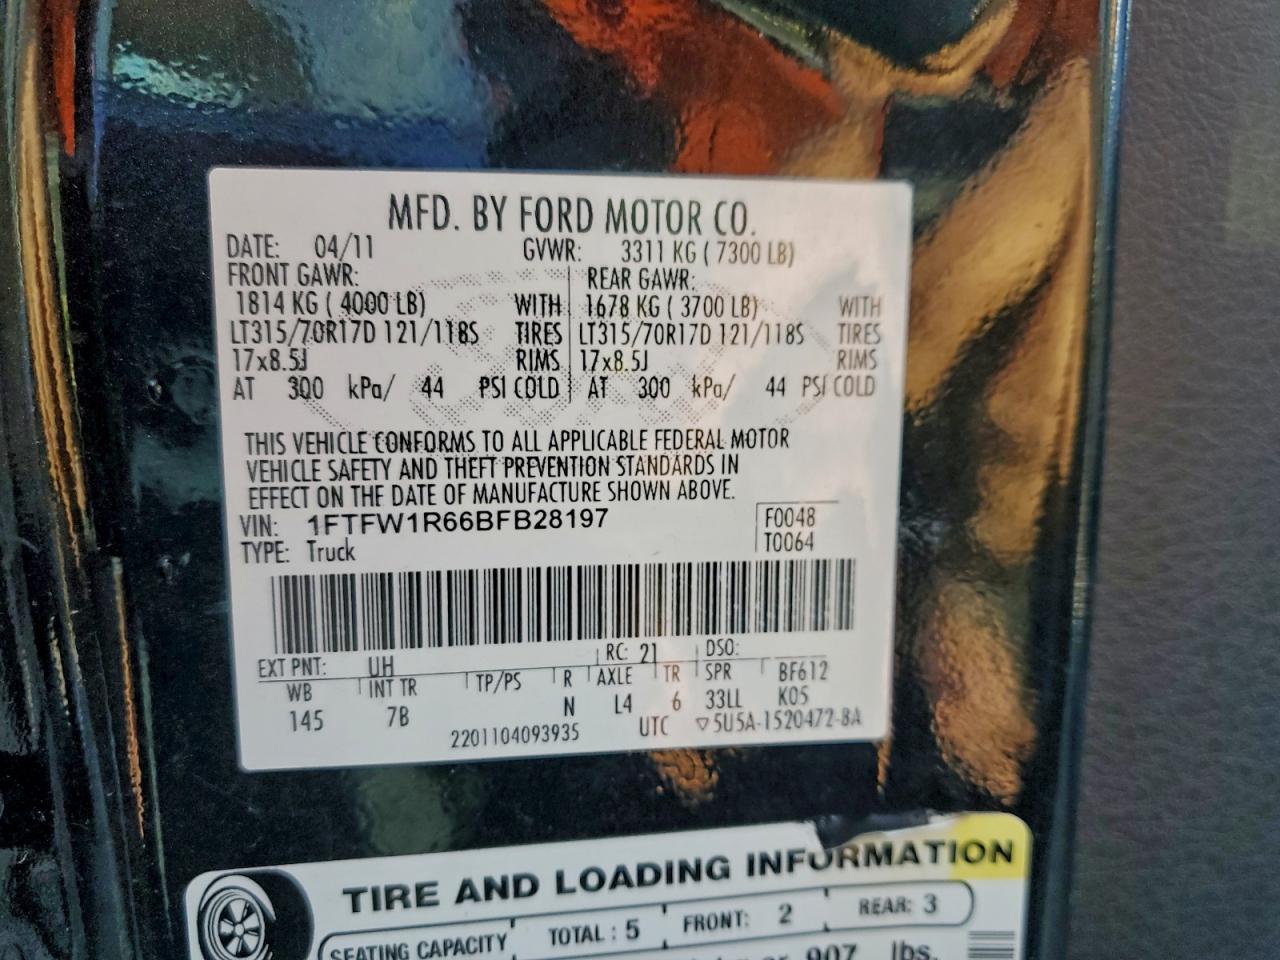 MFD. BY FORD MOTOR CO.
DATE: 04/11 GVWR: 3311 KG ( 7300 LB)
FRONT GAWR: REAR GAWR:
1814 KG ( 4000 LB) WITH 1678 KG ( 3700 LB) WITH
LT315/70R17D 121/118S TIRES LT315/70R17D 121/118S TIRES
17x8.5J RIMS 17x8.5J RIMS
AT 300 kPa/ 44 PSI COLD AT 300 kPa/ 44 PSI COLD
THIS VEHICLE CONFORMS TO ALL APPLICABLE FEDERAL MOTOR
VEHICLE SAFETY AND THEFT PREVENTION STANDARDS IN
EFFECT ON THE DATE OF MANUFACTURE SHOWN ABOVE.
VIN: 1FTFW1R66BFB28197 F0048
TYPE: Truck T0064
EXT PNT: UH RC: 21 DSO:
WB INT TR TP/PS R AXLE TR SPR BF612
145 7B N L4 6 33LL K05
2201104093935 UTC ▽5U5A-1520472-BA
TIRE AND LOADING INFORMATION
SEATING CAPACITY TOTAL : 5 FRONT: 2 REAR: 3
907 lbs.